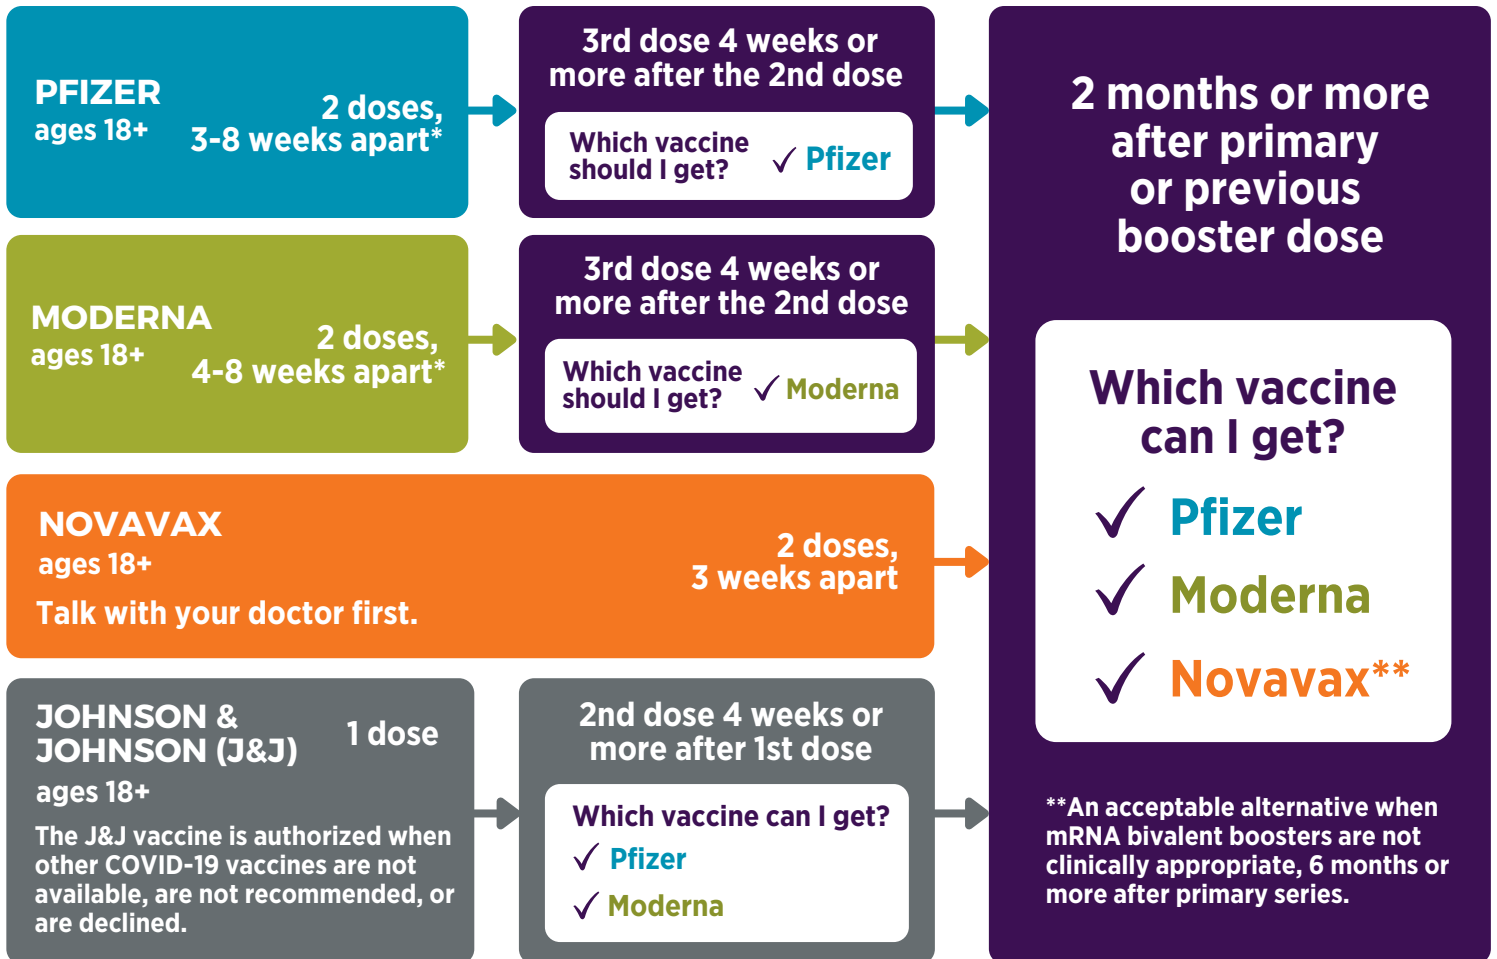 PFIZER
ages 18+
2 doses,
3-8 weeks apart*
3rd dose 4 weeks or
more after the 2nd dose
Which vaccine
should I get?
✓ Pfizer
MODERNA
ages 18+
2 doses,
4-8 weeks apart*
3rd dose 4 weeks or
more after the 2nd dose
Which vaccine
should I get?
✓ Moderna
NOVAVAX
ages 18+
Talk with your doctor first.
2 doses,
3 weeks apart
JOHNSON &
JOHNSON (J&J)
ages 18+
1 dose
The J&J vaccine is authorized when
other COVID-19 vaccines are not
available, are not recommended, or
are declined.
2nd dose 4 weeks or
more after 1st dose
Which vaccine can I get?
✓ Pfizer
✓ Moderna
2 months or more
after primary
or previous
booster dose
Which vaccine
can I get?
✓ Pfizer
✓ Moderna
✓ Novavax**
**An acceptable alternative when
mRNA bivalent boosters are not
clinically appropriate, 6 months or
more after primary series.